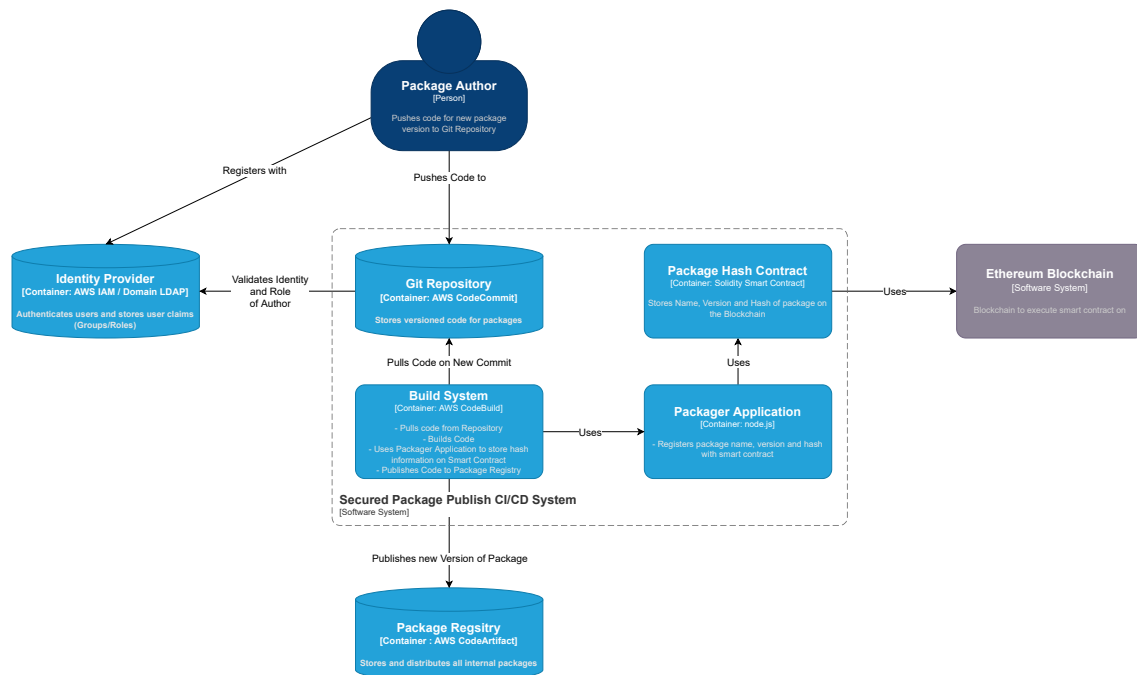 Package Author
[Person]
Pushes code for new package
version to Git Repository
Registers with
Pushes Code to
Identity Provider
[Container: AWS IAM / Domain LDAP]
Authenticates users and stores user claims
(Groups/Roles)
Validates Identity
and Role
of Author
Git Repository
[Container: AWS CodeCommit]
Stores versioned code for packages
Package Hash Contract
[Container: Solidity Smart Contract]
Stores Name, Version and Hash of package on
the Blockchain
Uses
Ethereum Blockchain
[Software System]
Blockchain to execute smart contract on
Pulls Code on New Commit
Uses
Build System
[Container: AWS CodeBuild]
- Pulls code from Repository
- Builds Code
- Uses Packager Application to store hash
information on Smart Contract
- Publishes Code to Package Registry
Uses
Packager Application
[Container: node.js]
- Registers package name, version and hash
with smart contract
Secured Package Publish CI/CD System
[Software System]
Publishes new Version of Package
Package Regsitry
[Container : AWS CodeArtifact]
Stores and distributes all internal packages